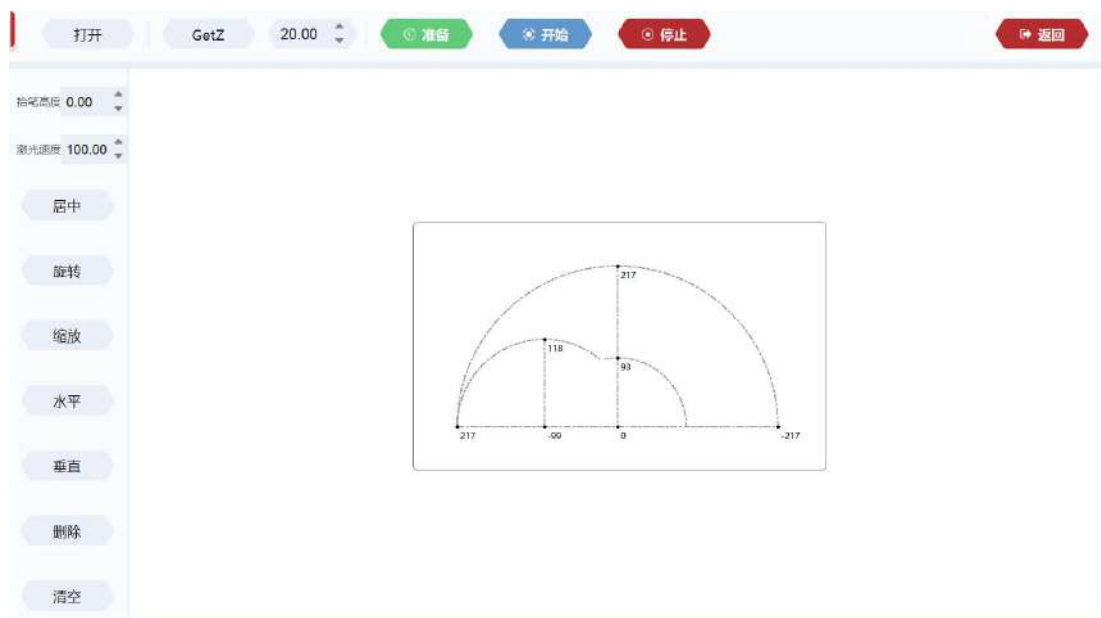 打开 GetZ 20.00 准备 开始 停止 返回
抬笔高度 0.00
激光速度 100.00
居中
旋转
缩放
水平
垂直
删除
清空
217
118
93
217 -99 0 -217